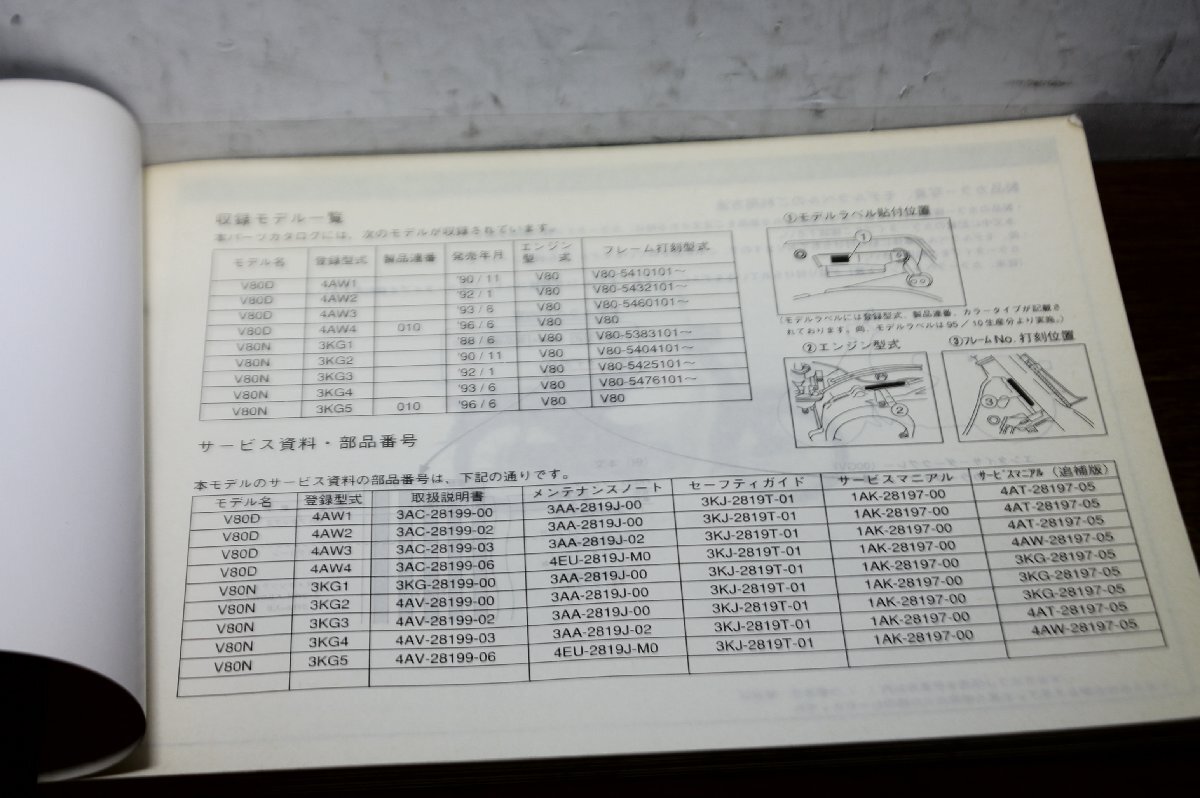 収録モデル一覧
本パーツカタログには、次のモデルが収録されています。
モデル名 登録型式 製品連番 発売年月 エンジン型式 フレーム打刻型式
V80D 4AW1 '90/11 V80 V80-5410101〜
V80D 4AW2 '92/1 V80 V80-5432101〜
V80D 4AW3 '93/6 V80 V80-5460101〜
V80D 4AW4 010 '96/6 V80 V80
V80N 3KG1 '88/6 V80 V80-5383101〜
V80N 3KG2 '90/11 V80 V80-5404101〜
V80N 3KG3 '92/1 V80 V80-5425101〜
V80N 3KG4 '93/6 V80 V80-5476101〜
V80N 3KG5 010 '96/6 V80 V80
①モデルラベル貼付位置
①
(モデルラベルには登録型式、製品連番、カラータイプが記載さ
れております。尚、モデルラベルは95/10生産分より実施。)
②エンジン型式
②
③フレームNo.打刻位置
③
サービス資料・部品番号
本モデルのサービス資料の部品番号は、下記の通りです。
モデル名 登録型式 取扱説明書 メンテナンスノート セーフティガイド サービスマニアル サービスマニアル（追補版）
V80D 4AW1 3AC-28199-00 3AA-2819J-00 3KJ-2819T-01 1AK-28197-00 4AT-28197-05
V80D 4AW2 3AC-28199-02 3AA-2819J-00 3KJ-2819T-01 1AK-28197-00 4AT-28197-05
V80D 4AW3 3AC-28199-03 3AA-2819J-02 3KJ-2819T-01 1AK-28197-00 4AT-28197-05
V80D 4AW4 3AC-28199-06 4EU-2819J-M0 3KJ-2819T-01 1AK-28197-00 4AW-28197-05
V80N 3KG1 3KG-28199-00 3AA-2819J-00 3KJ-2819T-01 1AK-28197-00 3KG-28197-05
V80N 3KG2 4AV-28199-00 3AA-2819J-00 3KJ-2819T-01 1AK-28197-00 3KG-28197-05
V80N 3KG3 4AV-28199-02 3AA-2819J-00 3KJ-2819T-01 1AK-28197-00
V80N 3KG4 4AV-28199-03 3AA-2819J-02 3KJ-2819T-01 1AK-28197-00 4AT-28197-05
V80N 3KG5 4AV-28199-06 4EU-2819J-M0 3KJ-2819T-01 1AK-28197-00 4AW-28197-05